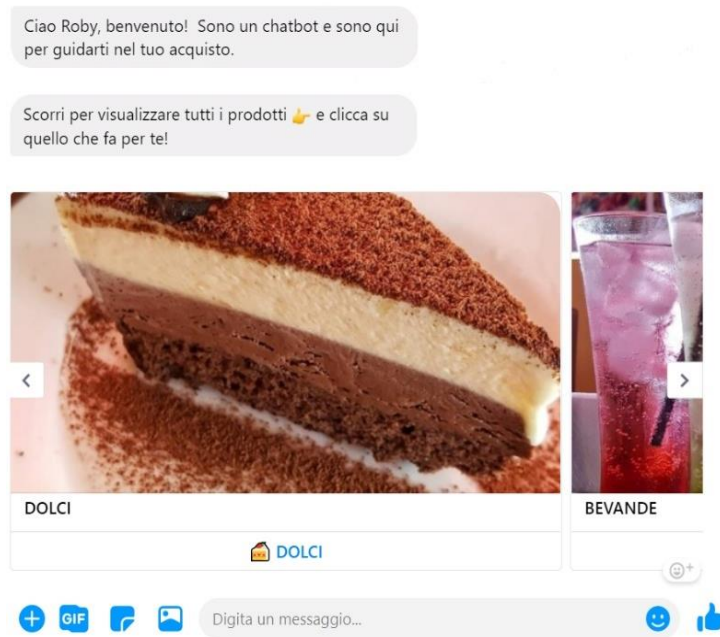 Ciao Roby, benvenuto! Sono un chatbot e sono qui
per guidarti nel tuo acquisto.
Scorri per visualizzare tutti i prodotti 👉 e clicca su
quello che fa per te!
DOLCI
BEVANDE
🍰 DOLCI
GIF
Digita un messaggio...